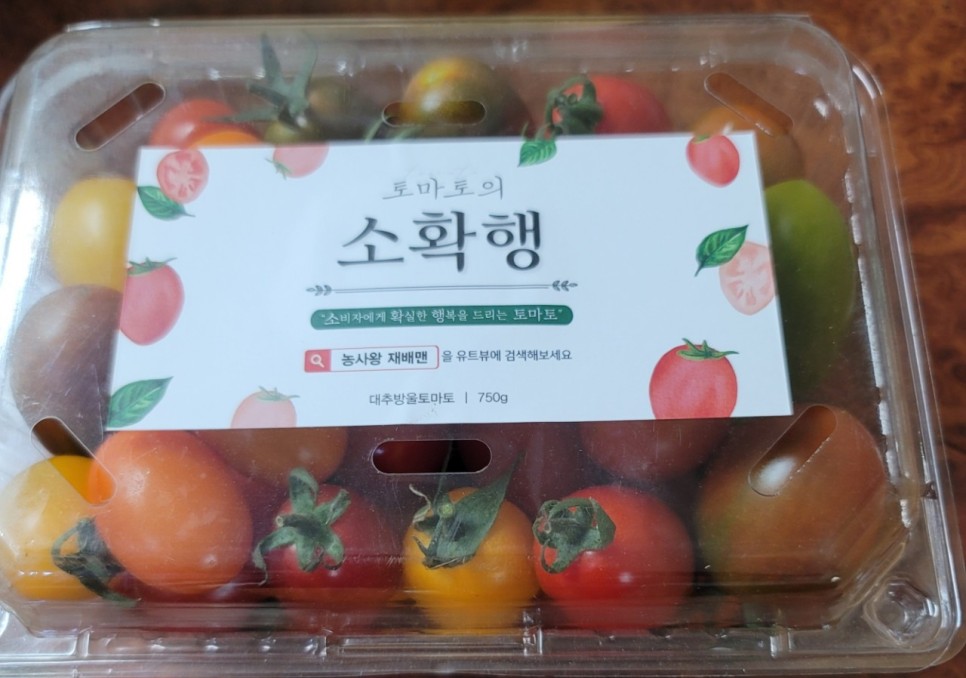 토마토의
소확행
"소비자에게 확실한 행복을 드리는 토마토"
농사왕 재배맨 을 유트뷰에 검색해보세요
대추방울토마토 | 750g